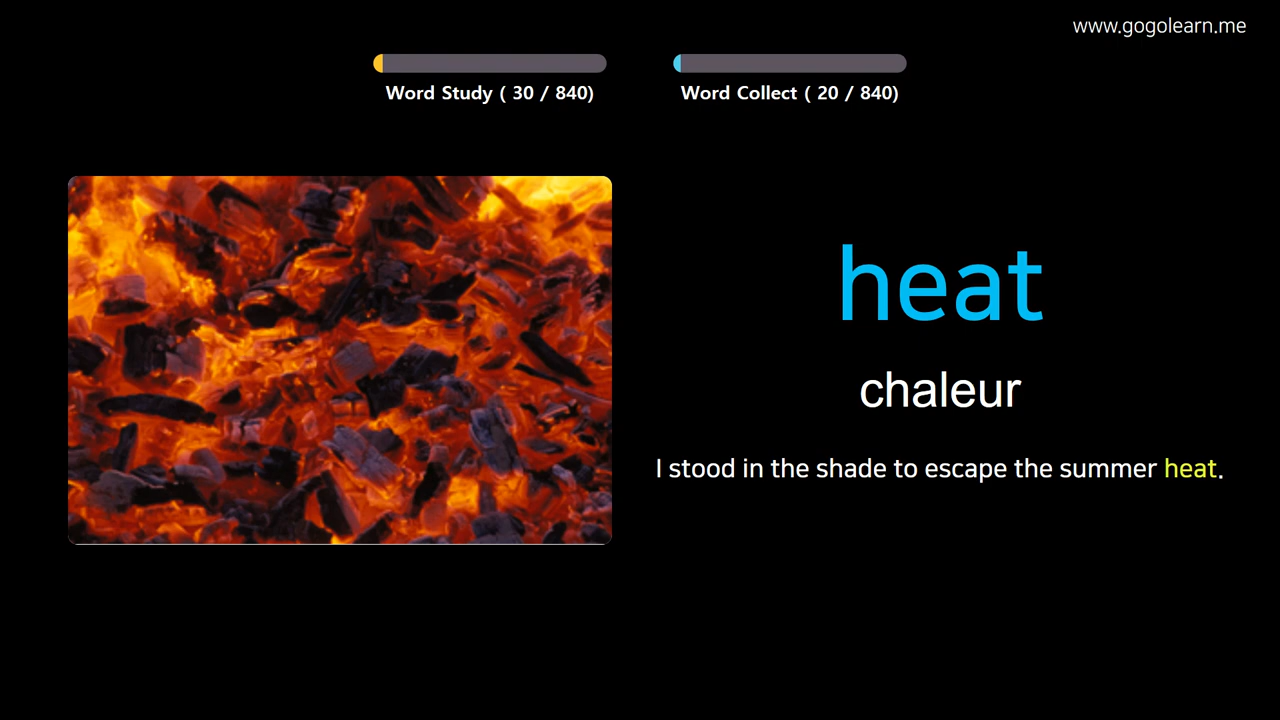 www.gogolearn.me
Word Study ( 30 / 840)
Word Collect ( 20 / 840)
heat
chaleur
I stood in the shade to escape the summer heat.